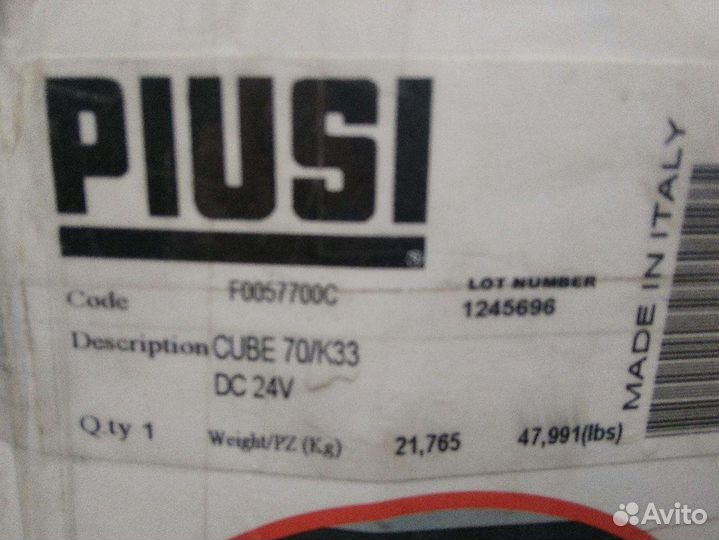 PIUSI
Code F0057700C
LOT NUMBER
1245696
Description CUBE 70/K33
DC 24V
Q.ty 1 Weight/PZ (Kg) 21,765 47,991(lbs)
MADE IN ITALY
Avito